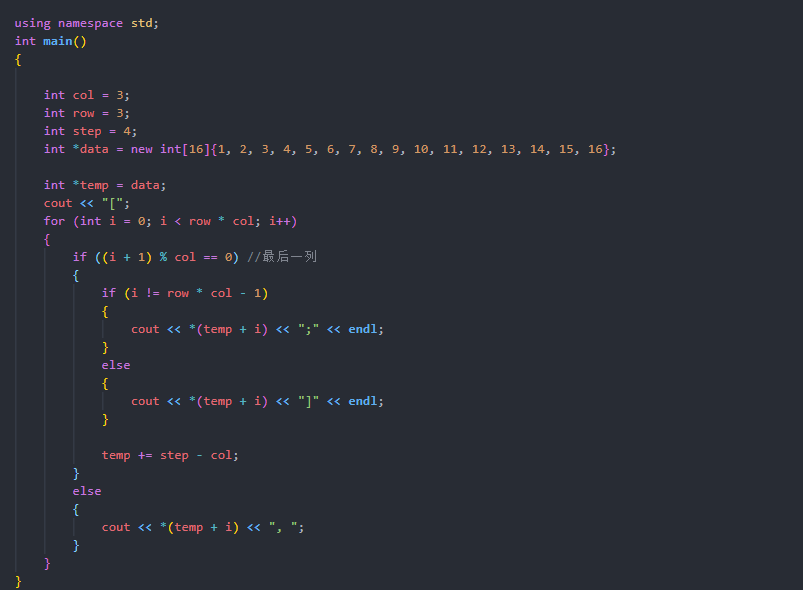 using namespace std;
int main()
{
int col = 3;
int row = 3;
int step = 4;
int *data = new int[16]{1, 2, 3, 4, 5, 6, 7, 8, 9, 10, 11, 12, 13, 14, 15, 16};
int *temp = data;
cout << "[";
for (int i = 0; i < row * col; i++)
{
if ((i + 1) % col == 0) //最后一列
{
if (i != row * col - 1)
{
cout << *(temp + i) << ";" << endl;
}
else
{
cout << *(temp + i) << "]" << endl;
}
temp += step - col;
}
else
{
cout << *(temp + i) << ", ";
}
}
}